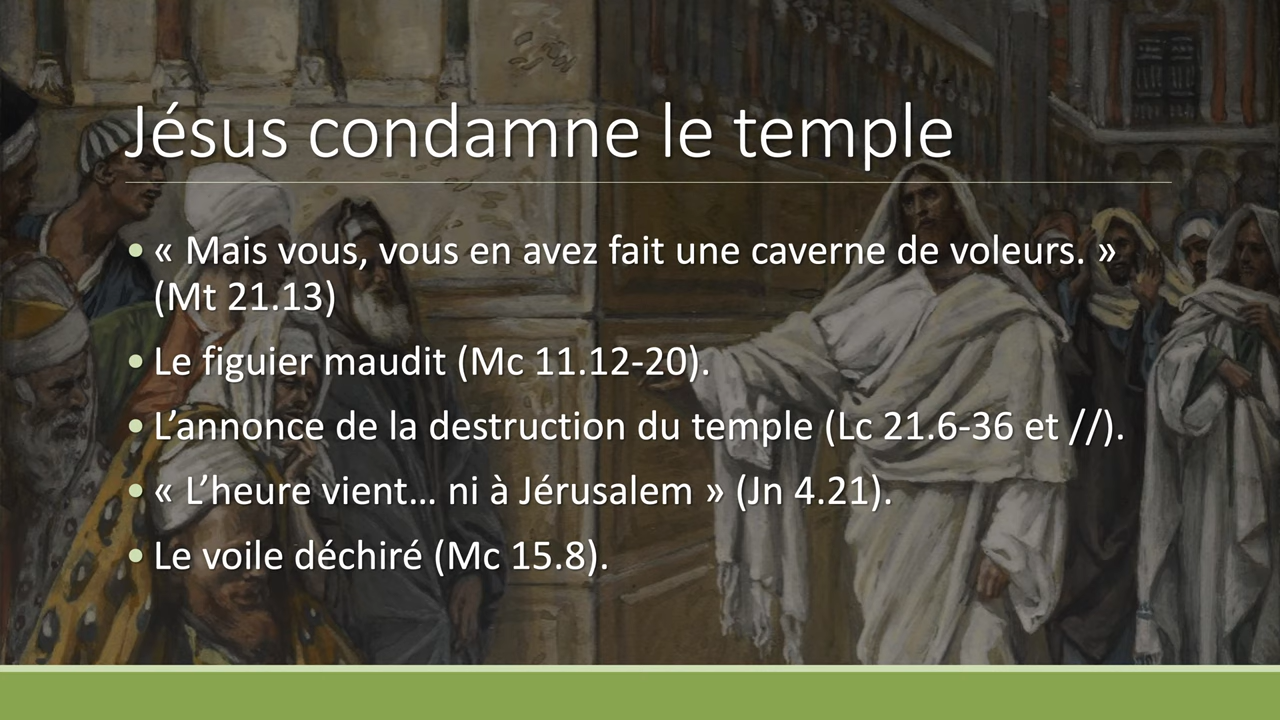 Jésus condamne le temple
• « Mais vous, vous en avez fait une caverne de voleurs. »
(Mt 21.13)
• Le figuier maudit (Mc 11.12-20).
• L’annonce de la destruction du temple (Lc 21.6-36 et //).
• « L’heure vient… ni à Jérusalem » (Jn 4.21).
• Le voile déchiré (Mc 15.8).